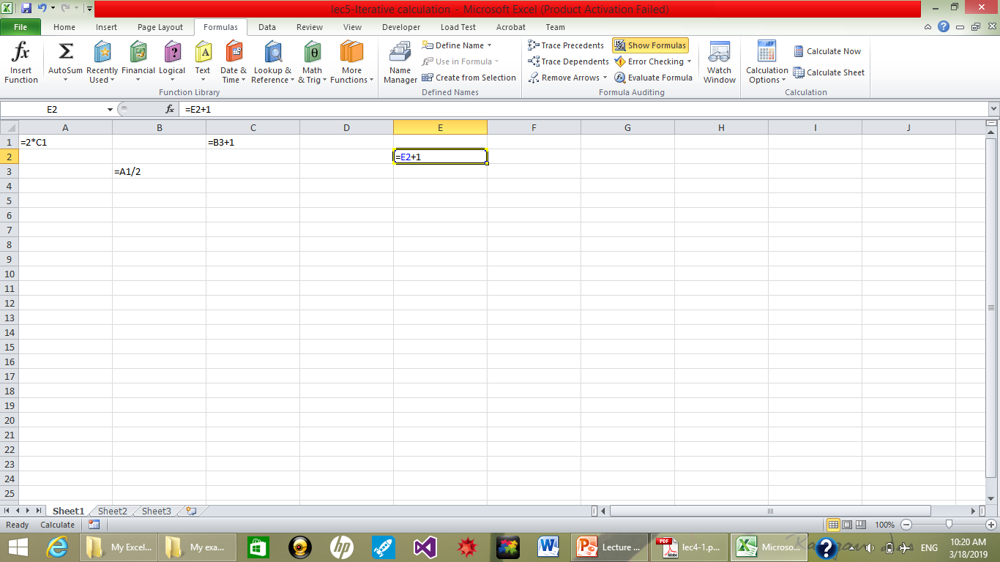 lec5-Iterative calculation - Microsoft Excel (Product Activation Failed)
File Home Insert Page Layout Formulas Data Review View Developer Load Test Acrobat Team
fx Insert Function
Σ AutoSum
Recently Used
Financial
Logical
Text
Date & Time
Lookup & Reference
Math & Trig
More Functions
Function Library
Name Manager
Define Name
Use in Formula
Create from Selection
Defined Names
Trace Precedents
Trace Dependents
Remove Arrows
Show Formulas
Error Checking
Evaluate Formula
Formula Auditing
Watch Window
Calculation Options
Calculate Now
Calculate Sheet
Calculation
E2 fx =E2+1
A B C D E F G H I J
1 =2*C1 =B3+1
2 =E2+1
3 =A1/2
4
5
6
7
8
9
10
11
12
13
14
15
16
17
18
19
20
21
22
23
24
25
Sheet1 Sheet2 Sheet3
Ready Calculate 100%
My Excel... My exa... Lecture ... lec4-1.p... Microso... ENG
10:20 AM
3/18/2019